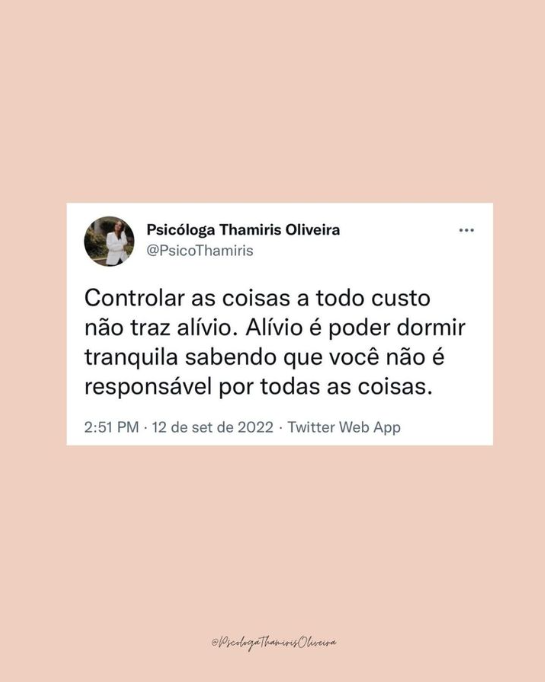 Psicóloga Thamiris Oliveira
@PsicoThamiris
Controlar as coisas a todo custo
não traz alívio. Alívio é poder dormir
tranquila sabendo que você não é
responsável por todas as coisas.
2:51 PM · 12 de set de 2022 · Twitter Web App
@PsicologaThamirisOliveira